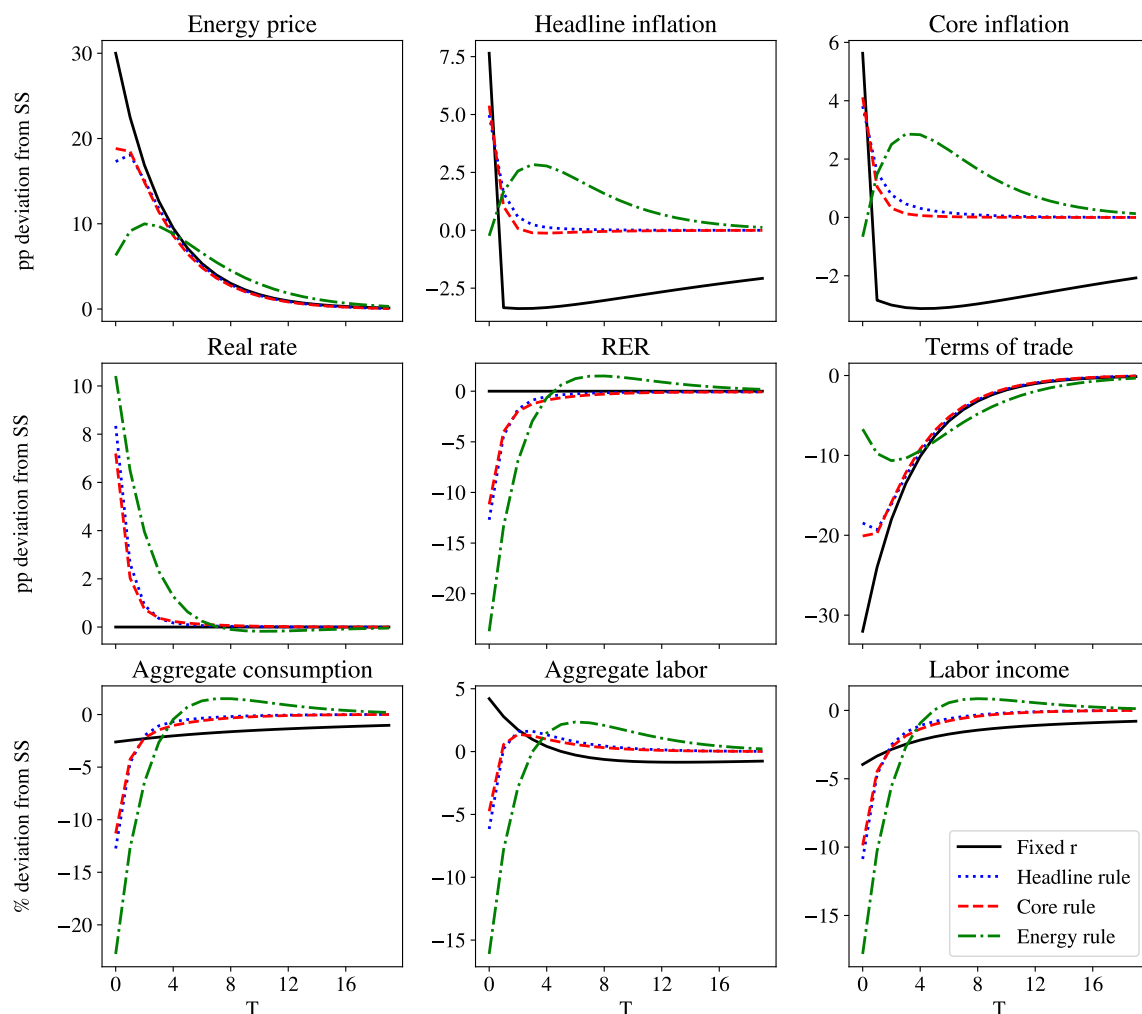 Energy price
Headline inflation
Core inflation
pp deviation from SS
30
20
10
0
7.5
5.0
2.5
0.0
−2.5
6
4
2
0
−2
Real rate
RER
Terms of trade
pp deviation from SS
10
8
6
4
2
0
0
−5
−10
−15
−20
0
−10
−20
−30
Aggregate consumption
Aggregate labor
Labor income
% deviation from SS
0
−5
−10
−15
−20
5
0
−5
−10
−15
0
−5
−10
−15
Fixed r
Headline rule
Core rule
Energy rule
0 4 8 12 16
0 4 8 12 16
0 4 8 12 16
T
T
T